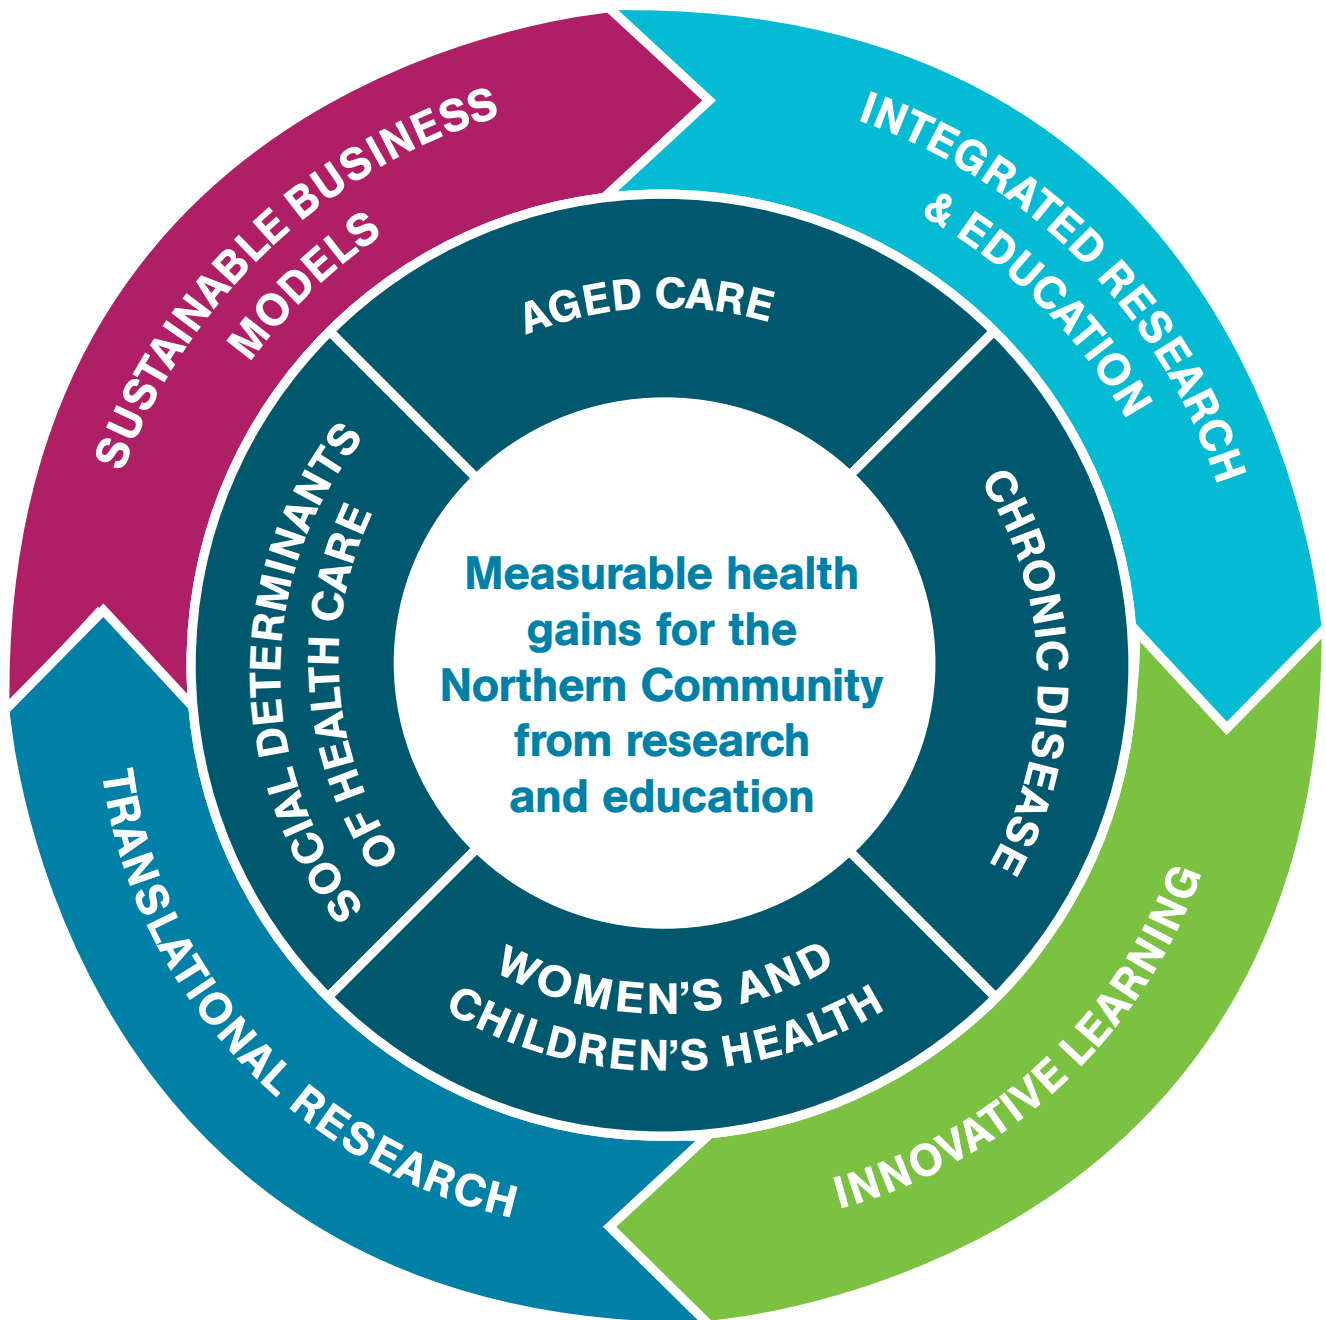 SUSTAINABLE BUSINESS
MODELS
INTEGRATED RESEARCH
& EDUCATION
INNOVATIVE LEARNING
TRANSLATIONAL RESEARCH
AGED CARE
CHRONIC DISEASE
WOMEN’S AND
CHILDREN’S HEALTH
SOCIAL DETERMINANTS
OF HEALTH CARE
Measurable health
gains for the
Northern Community
from research
and education